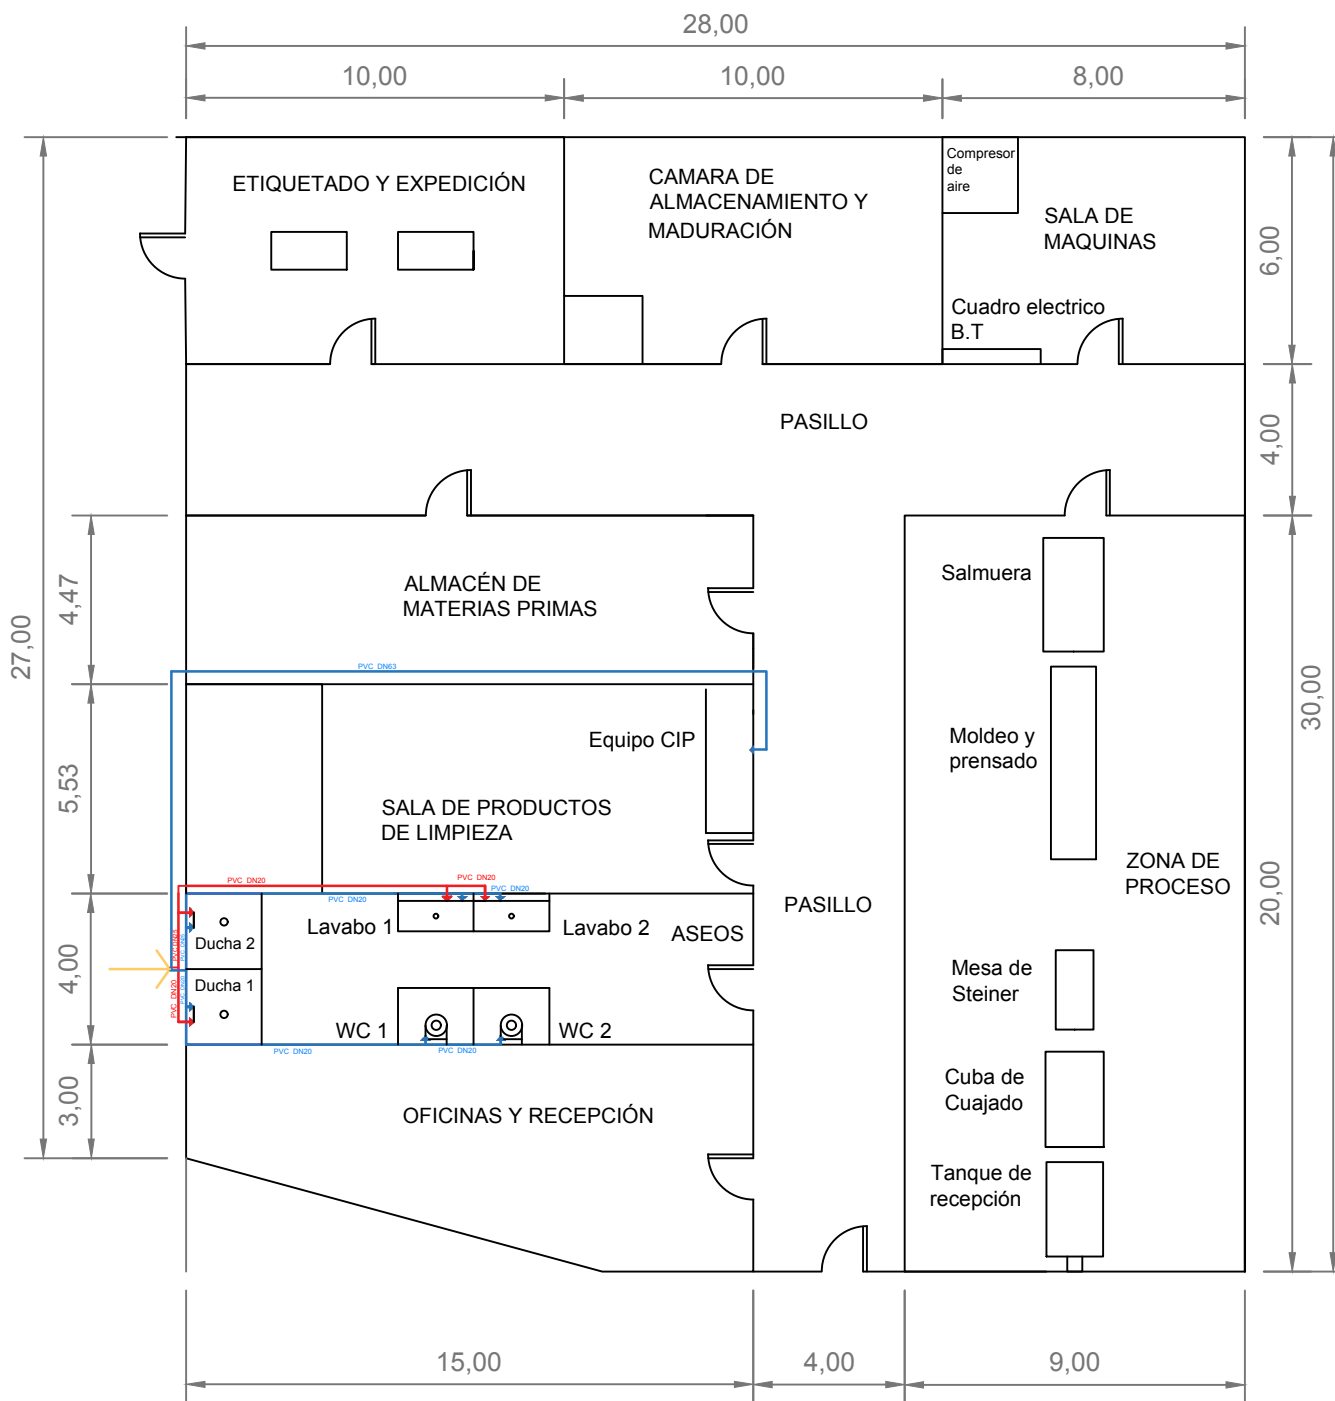 28,00
10,00
10,00
8,00
ETIQUETADO Y EXPEDICIÓN
CAMARA DE
ALMACENAMIENTO Y
MADURACIÓN
Compresor
de
aire
SALA DE
MAQUINAS
Cuadro electrico
B.T
6,00
PASILLO
4,00
27,00
4,47
ALMACÉN DE
MATERIAS PRIMAS
Salmuera
30,00
PVC DN63
5,53
Equipo CIP
Moldeo y
prensado
SALA DE PRODUCTOS
DE LIMPIEZA
ZONA DE
PROCESO
20,00
PVC DN20
PVC DN20
PVC DN20
PVC DN20
Lavabo 1
Lavabo 2
ASEOS
PASILLO
4,00
Ducha 2
Ducha 1
PVC DN20
WC 1
WC 2
Mesa de
Steiner
PVC DN20
PVC DN20
3,00
OFICINAS Y RECEPCIÓN
Cuba de
Cuajado
Tanque de
recepción
15,00
4,00
9,00